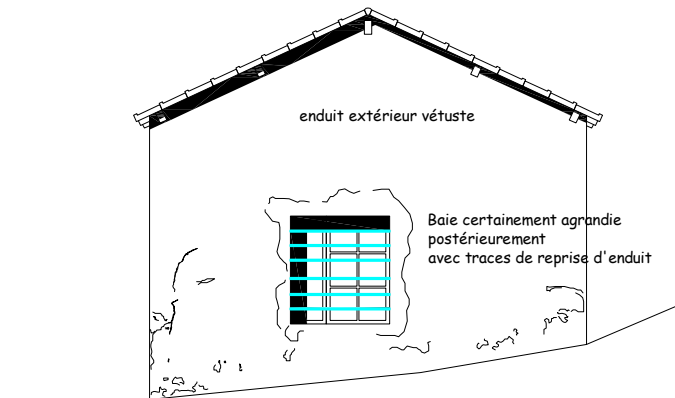 enduit extérieur vétuste
Baie certainement agrandie
postérieurement
avec traces de reprise d'enduit